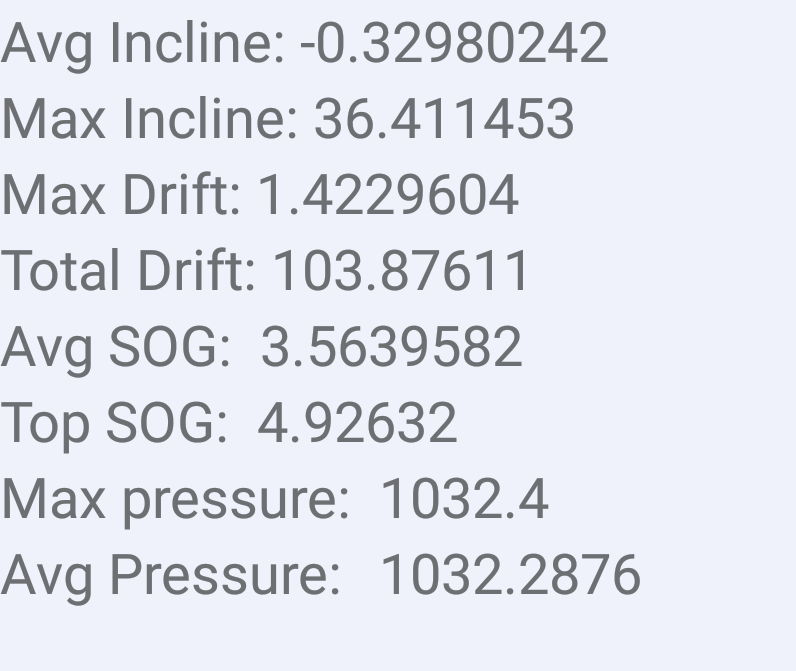 Avg Incline: -0.32980242
Max Incline: 36.411453
Max Drift: 1.4229604
Total Drift: 103.87611
Avg SOG:  3.5639582
Top SOG:  4.92632
Max pressure:  1032.4
Avg Pressure:  1032.2876